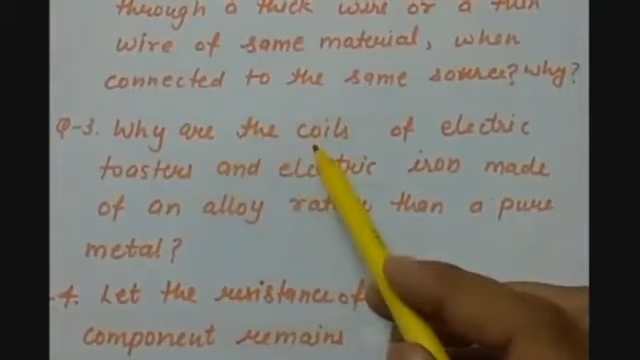 through a thick wire or a thin
wire of same material, when
connected to the same source? Why?
Q-3. Why are the coils of electric
toasters and electric iron made
of an alloy rather than a pure
metal?
-4. Let the resistance of
component remains